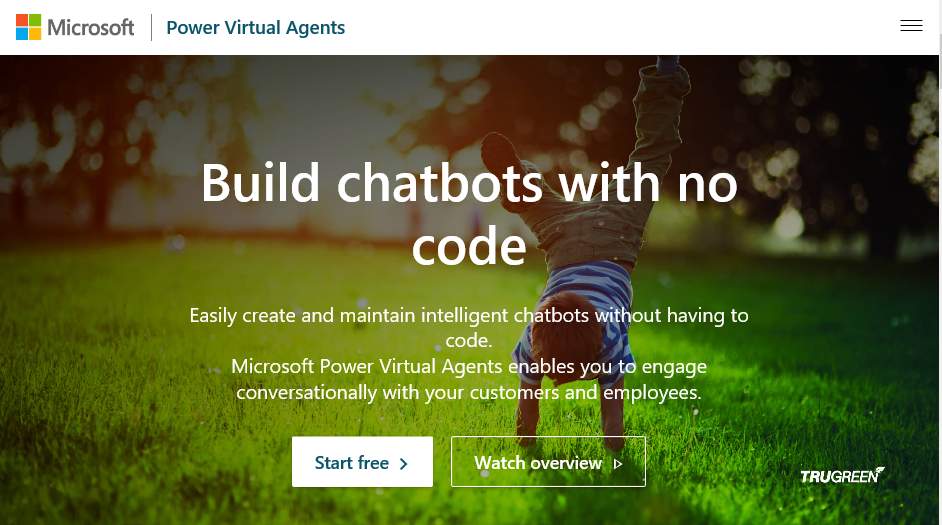 Microsoft Power Virtual Agents
Build chatbots with no
code
Easily create and maintain intelligent chatbots without having to
code.
Microsoft Power Virtual Agents enables you to engage
conversationally with your customers and employees.
Start free Watch overview
TRUGREEN